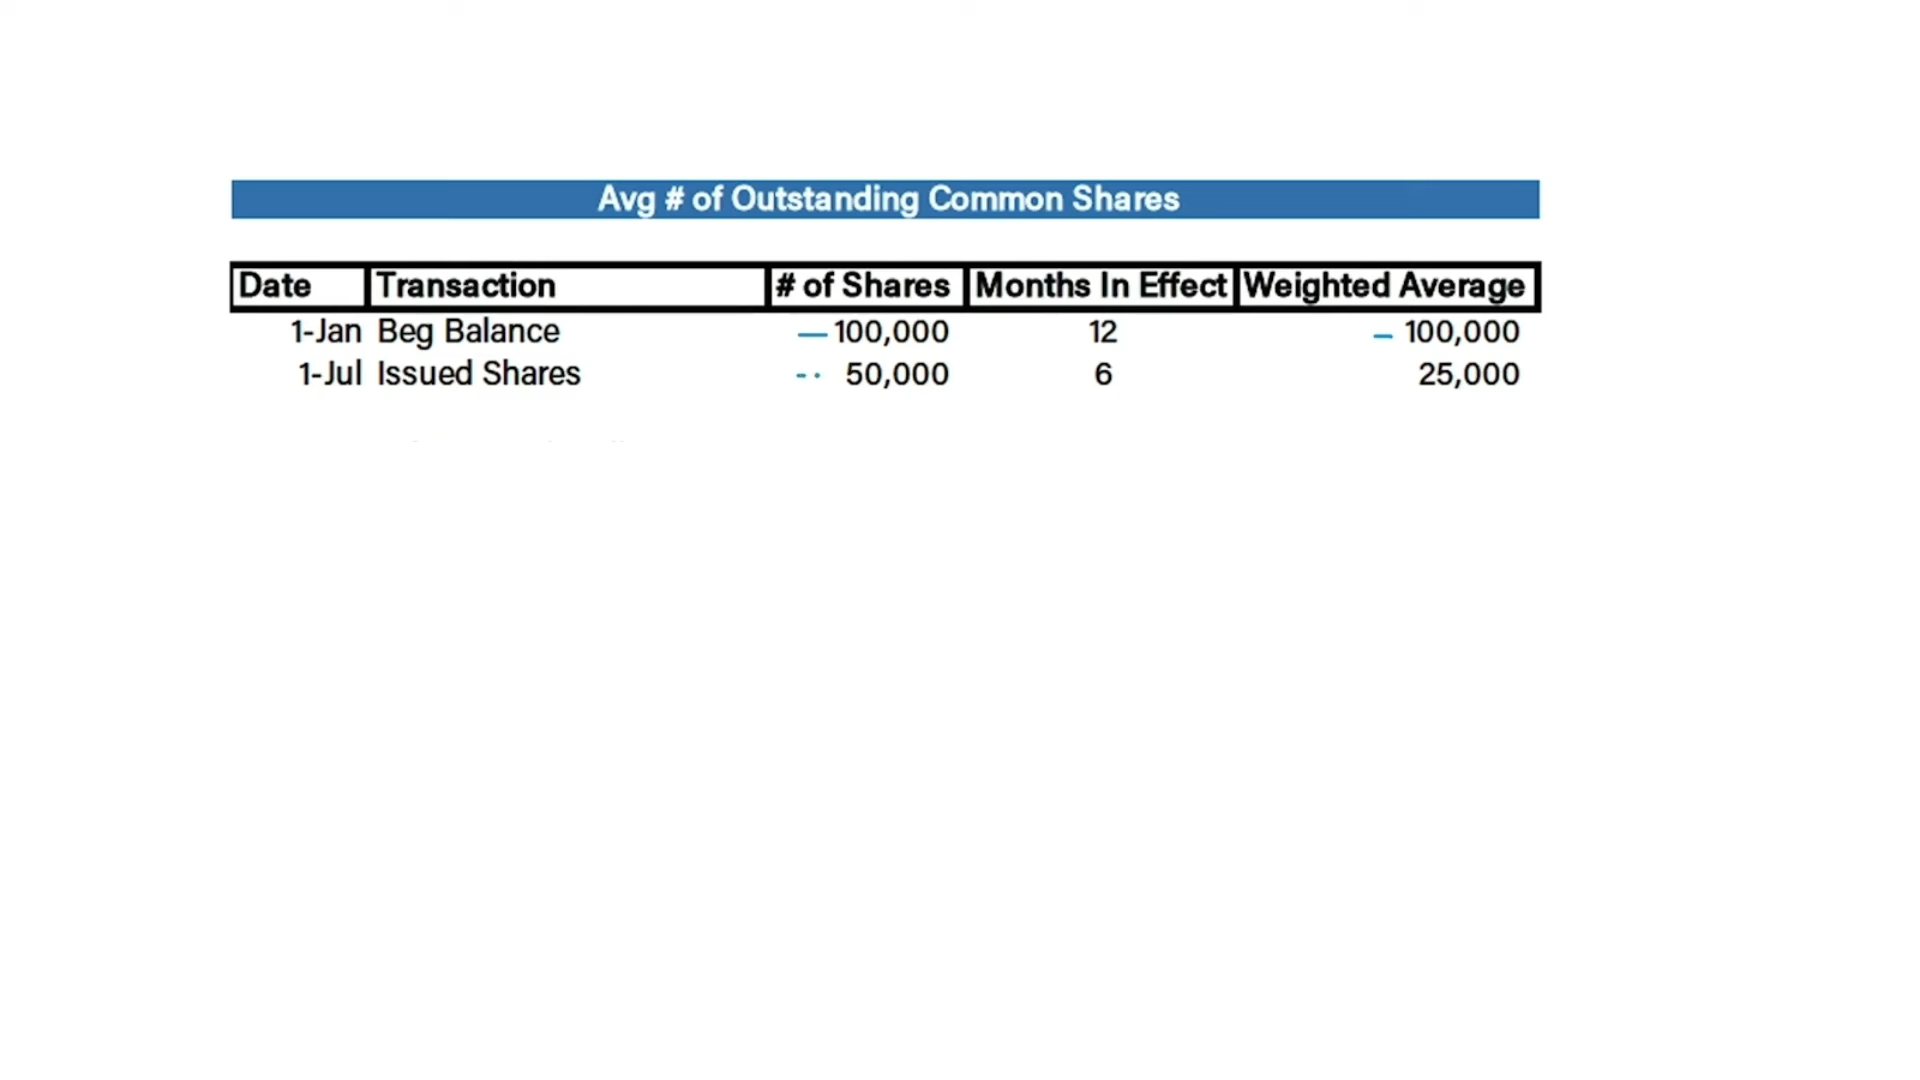 Avg # of Outstanding Common Shares
Date Transaction # of Shares Months In Effect Weighted Average
1-Jan Beg Balance 100,000 12 100,000
1-Jul Issued Shares 50,000 6 25,000